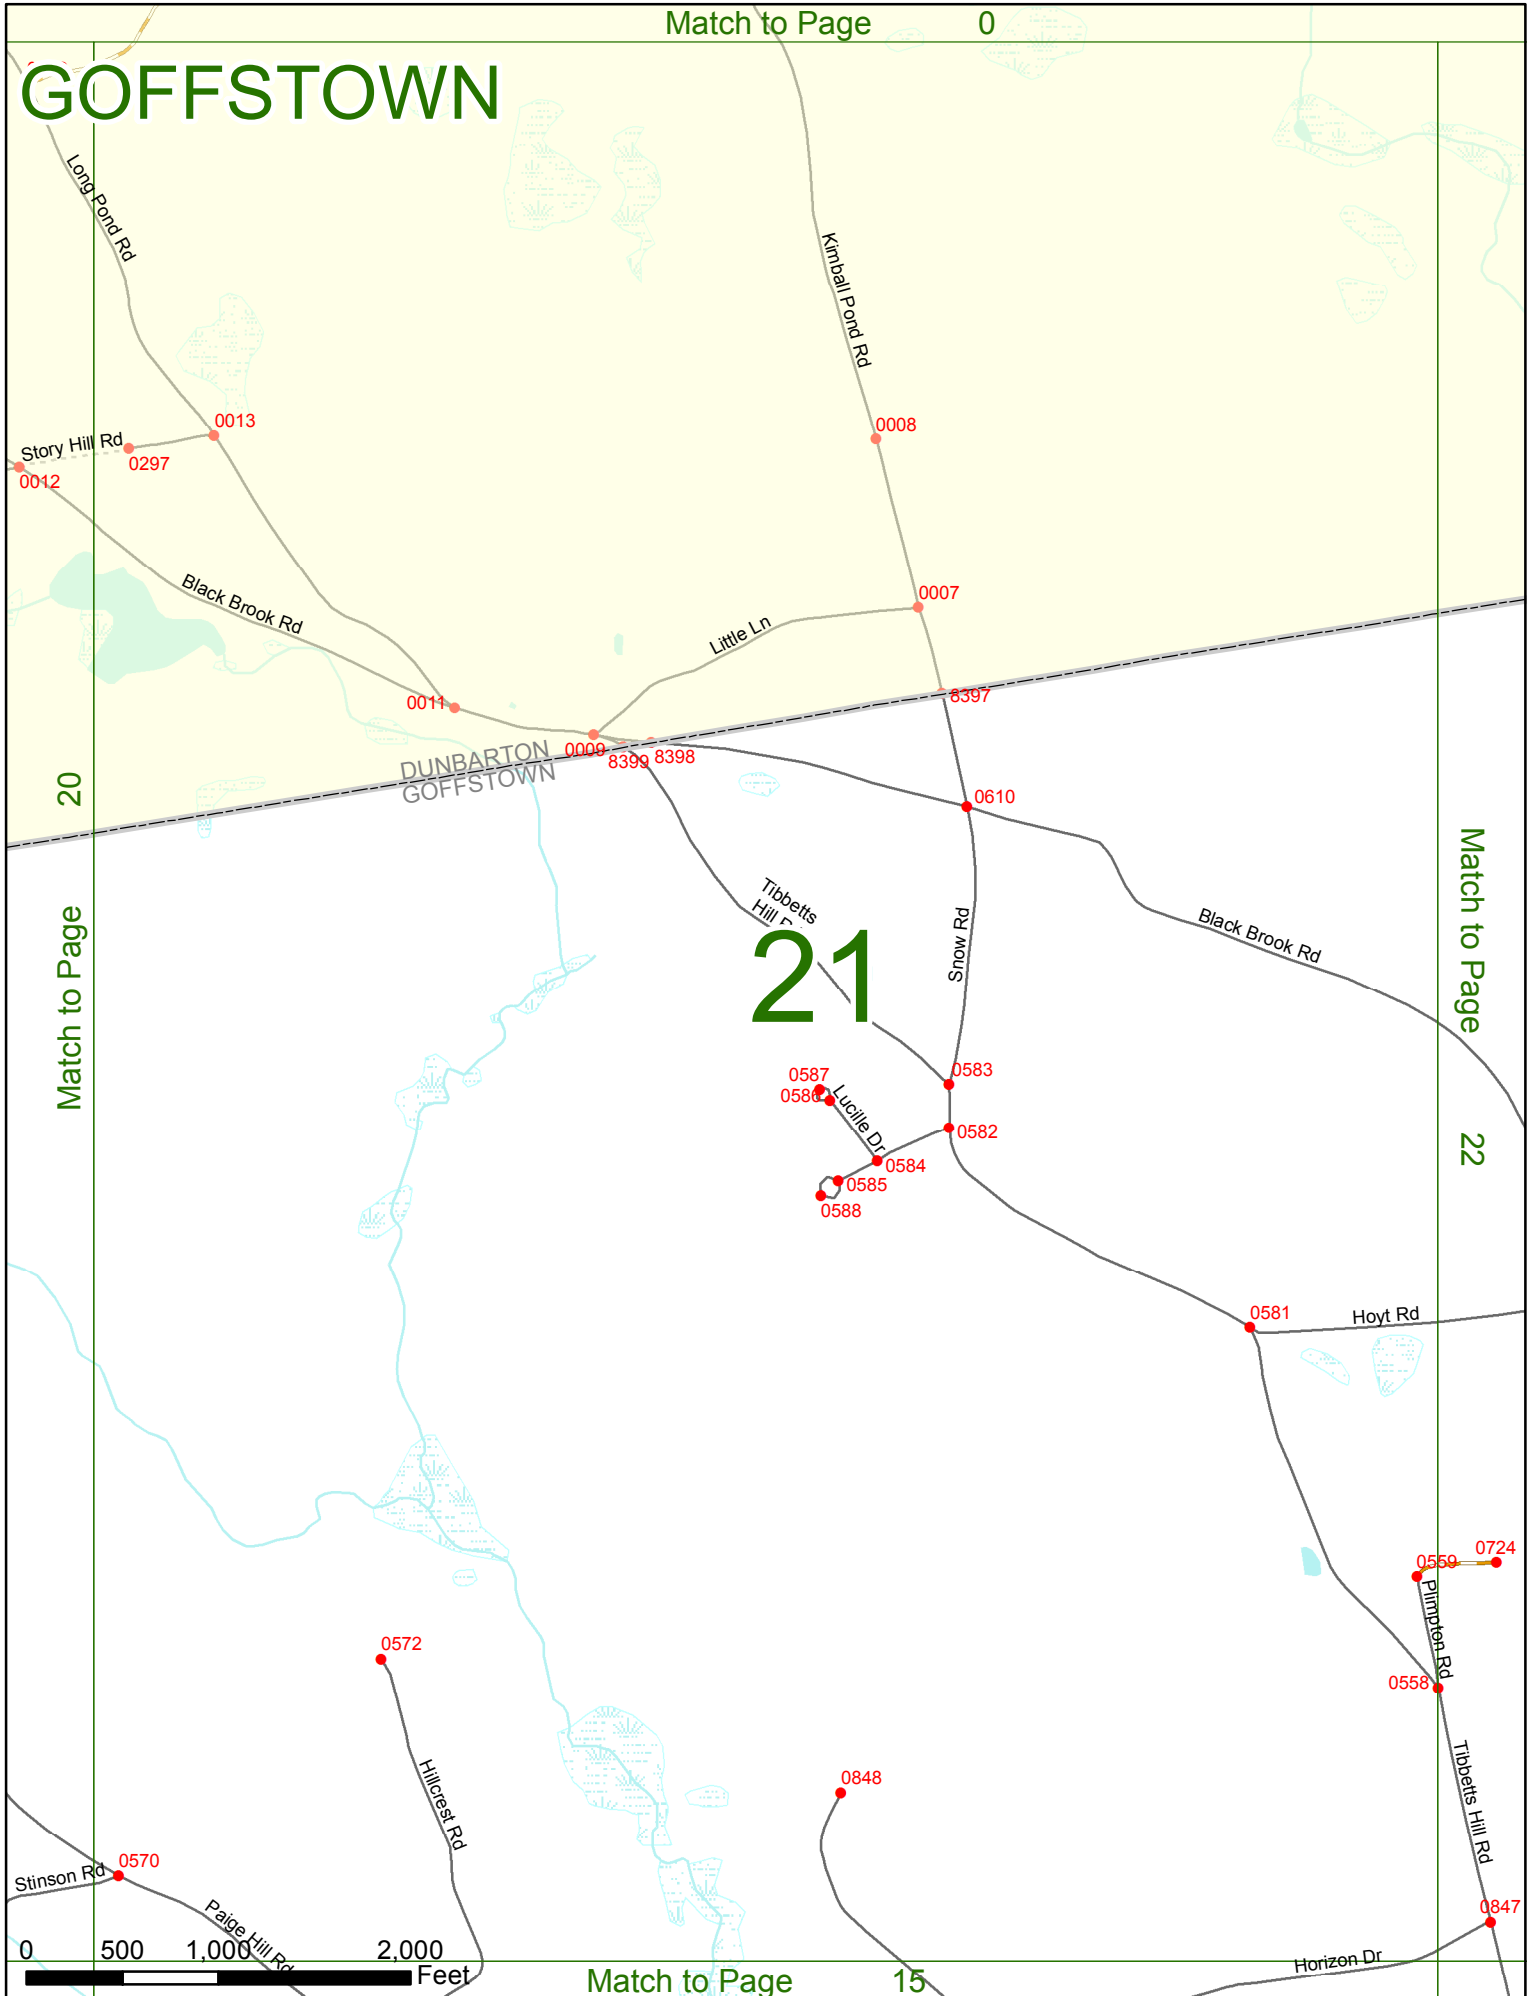 Match to Page 0
GOFFSTOWN
Long Pond Rd
Kimball Pond Rd
0013
0008
Story Hill Rd
0297
0012
Black Brook Rd
0007
Little Ln
0011
8397
0009
8399
8398
DUNBARTON
GOFFSTOWN
Match to Page 20
0610
Tibbetts
Hill
21
Snow Rd
Black Brook Rd
Match to Page 22
0583
0587
0586
Lucille Dr
0582
0584
0585
0588
0581
Hoyt Rd
0724
0559
Plimpton Rd
0572
0558
Hillcrest Rd
Tibbetts Hill Rd
0848
0570
Stinson Rd
Paige Hill Rd
0847
Horizon Dr
0 500 1,000 2,000
Feet
Match to Page 15